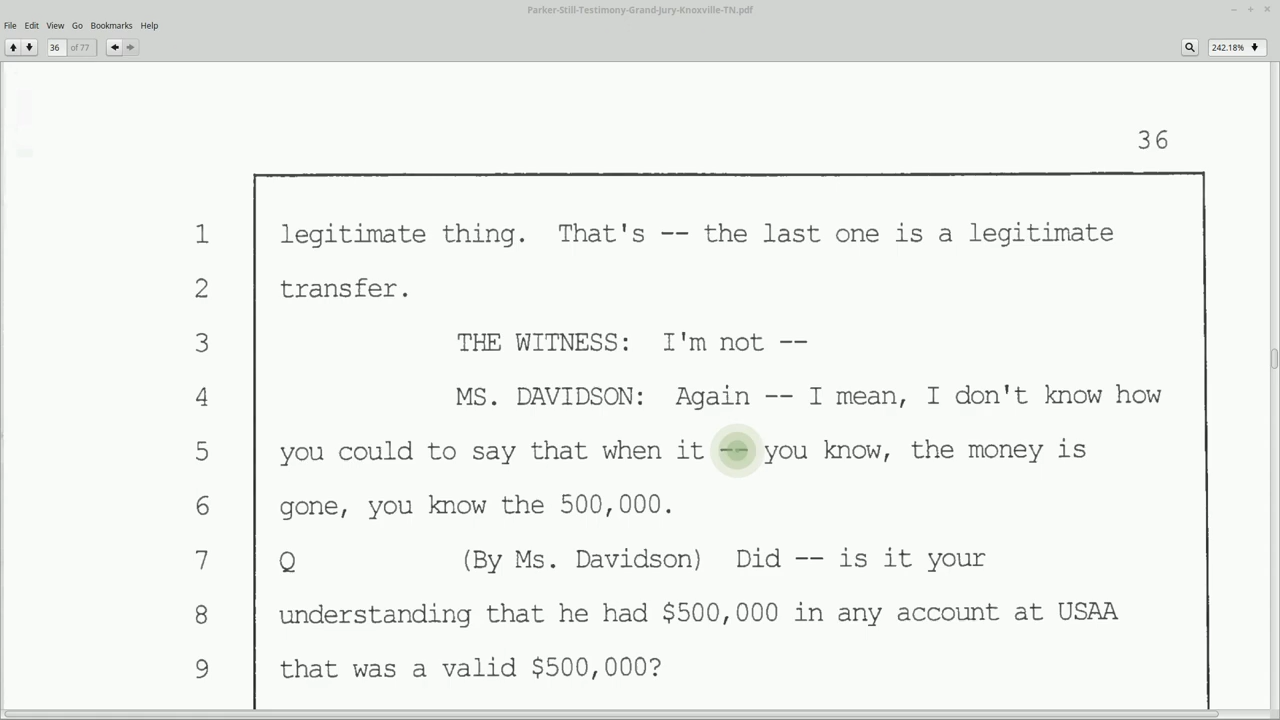 Parker-Still-Testimony-Grand-Jury-Knoxville-TN.pdf
File Edit View Go Bookmarks Help
36 of 77 242.18%
36
1 legitimate thing. That's -- the last one is a legitimate
2 transfer.
3 THE WITNESS: I'm not --
4 MS. DAVIDSON: Again -- I mean, I don't know how
5 you could to say that when it -- you know, the money is
6 gone, you know the 500,000.
7 Q (By Ms. Davidson) Did -- is it your
8 understanding that he had $500,000 in any account at USAA
9 that was a valid $500,000?